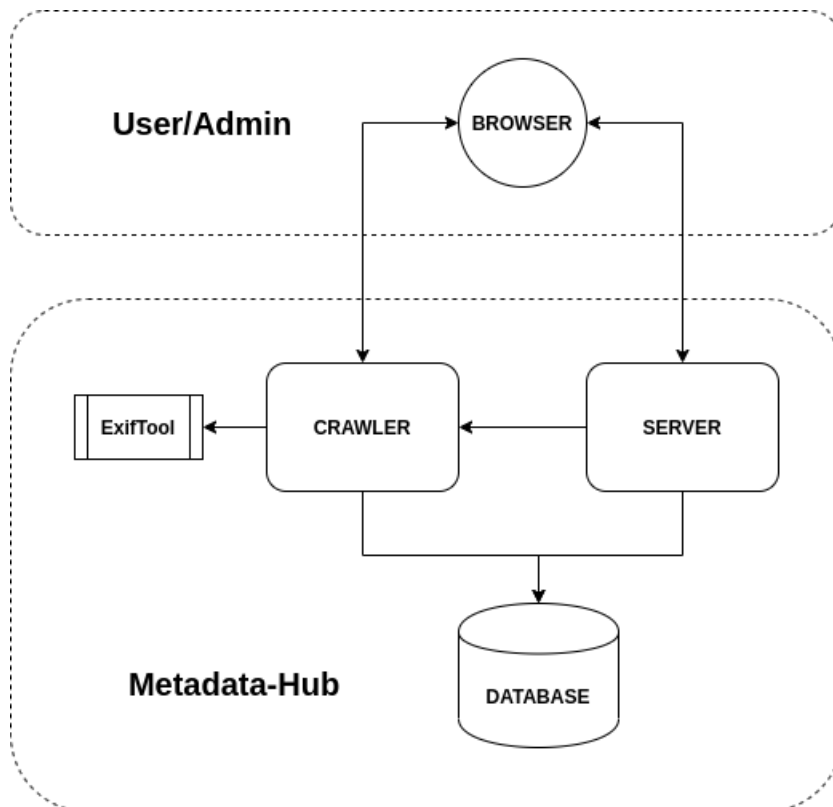 User/Admin
BROWSER
ExifTool
CRAWLER
SERVER
Metadata-Hub
DATABASE